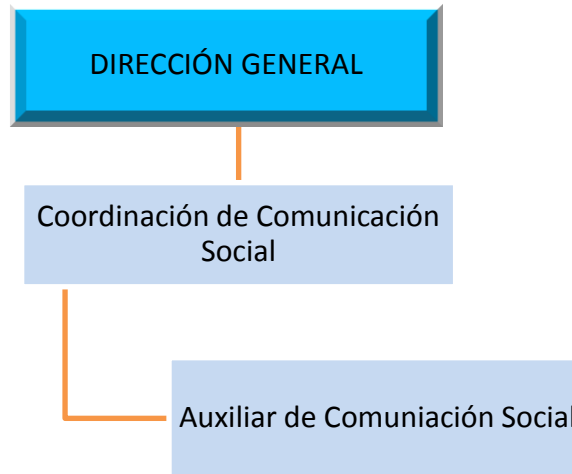 DIRECCIÓN GENERAL
Coordinación de Comunicación
Social
Auxiliar de Comuniación Social